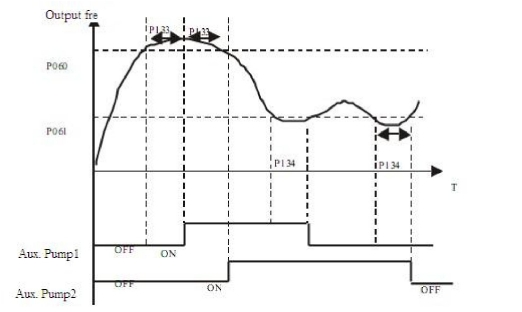 Output fre
P133 P133
P060
P061
P134 P134
T
Aux. Pump1 OFF ON
Aux. Pump2 OFF ON OFF